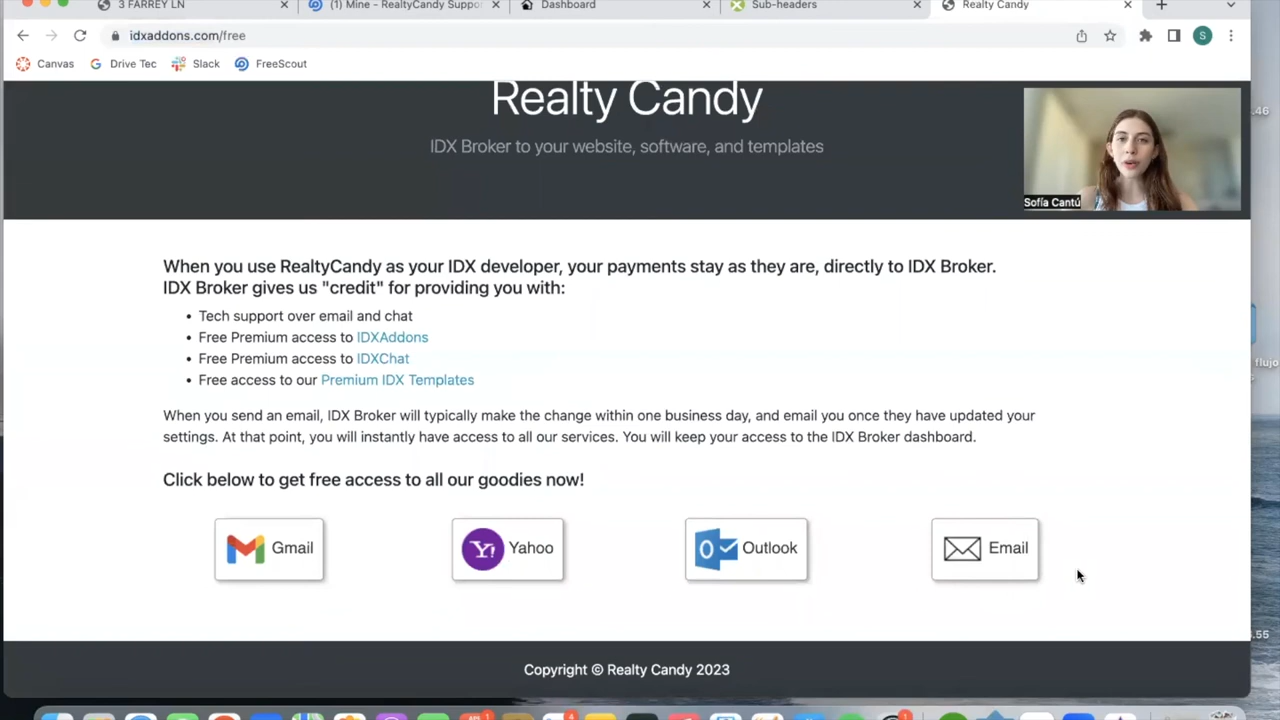 3 FARREY LN
(1) Mine - RealtyCandy Suppo
Dashboard
Sub-headers
Realty Candy
idxaddons.com/free
S
Canvas
Drive Tec
Slack
FreeScout
Realty Candy
IDX Broker to your website, software, and templates
.46
Sofía Cantú
When you use RealtyCandy as your IDX developer, your payments stay as they are, directly to IDX Broker.
IDX Broker gives us "credit" for providing you with:
• Tech support over email and chat
• Free Premium access to IDXAddons
• Free Premium access to IDXChat
• Free access to our Premium IDX Templates
flujo
When you send an email, IDX Broker will typically make the change within one business day, and email you once they have updated your
settings. At that point, you will instantly have access to all our services. You will keep your access to the IDX Broker dashboard.
Click below to get free access to all our goodies now!
Gmail
Yahoo
Outlook
Email
.55
Copyright © Realty Candy 2023